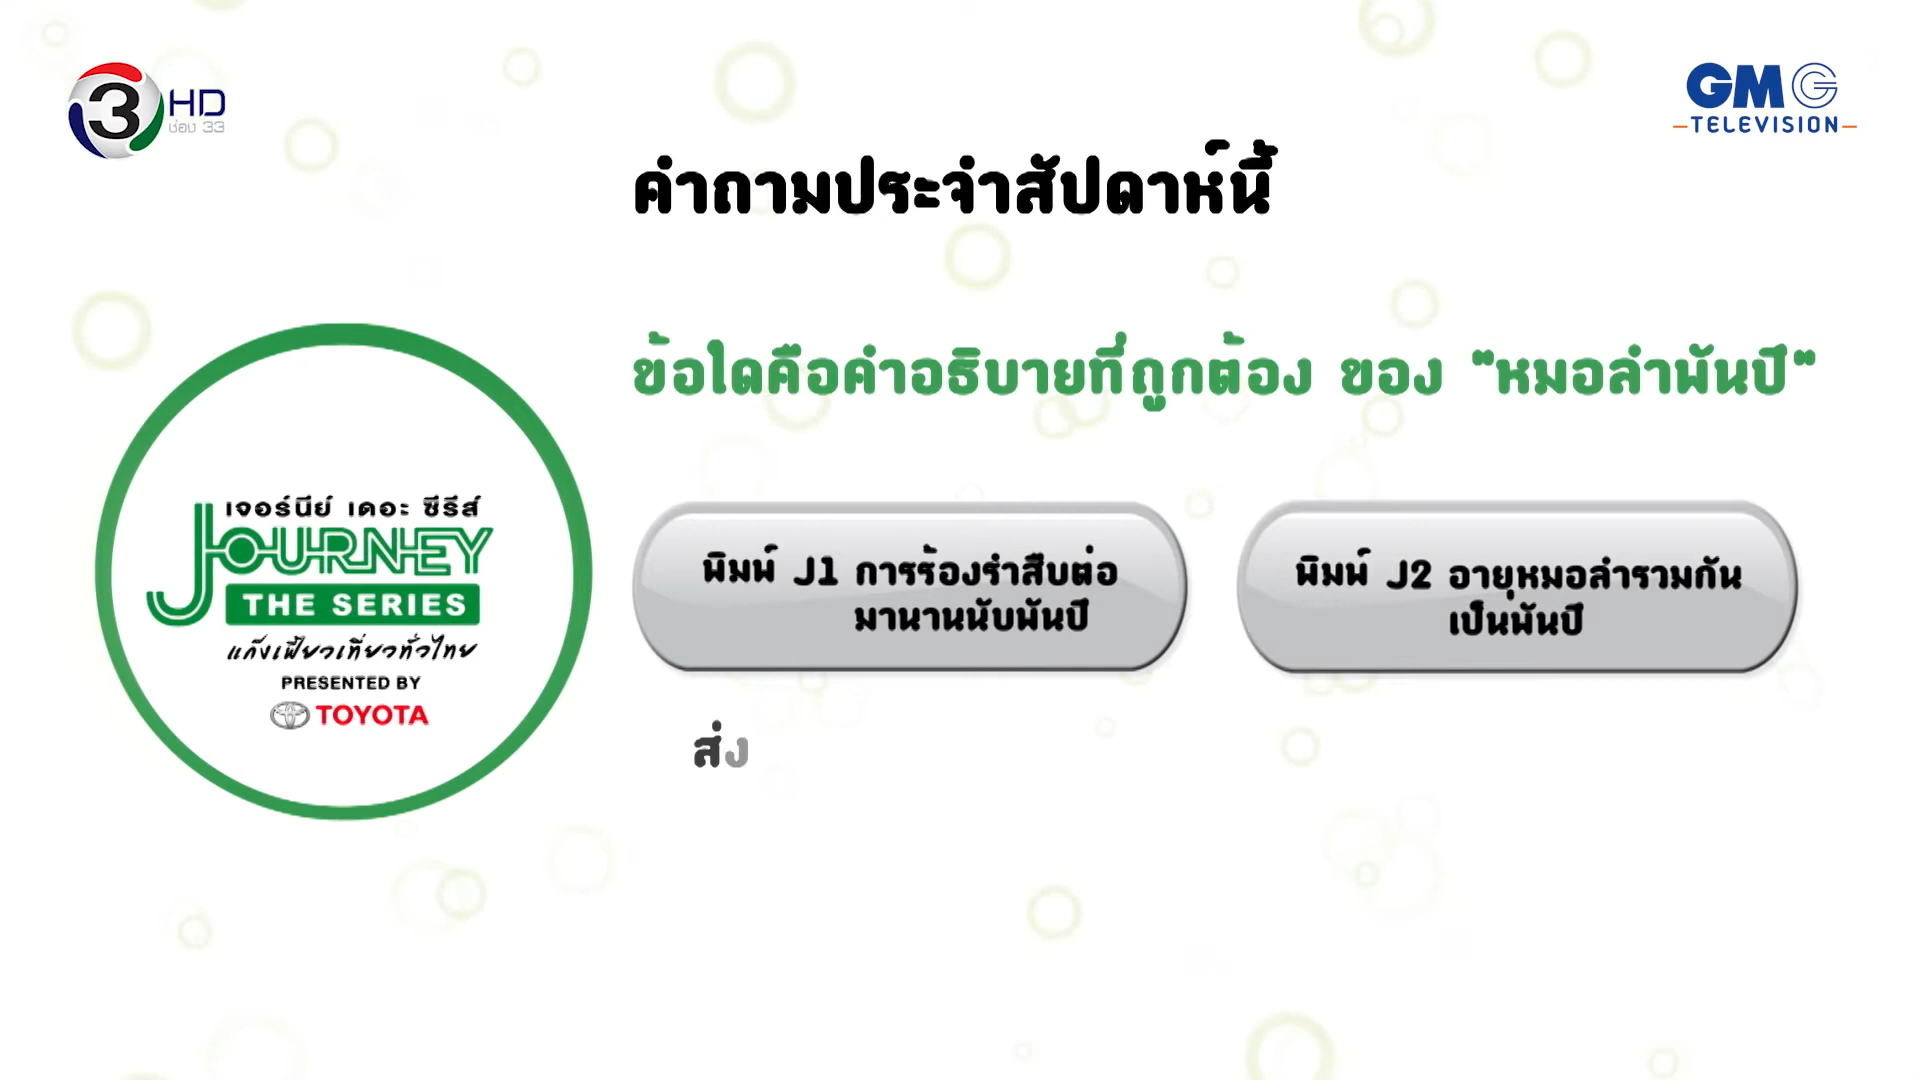 3 HD
ช่อง 33
GMG
TELEVISION
คำถามประจำสัปดาห์นี้
ข้อใดคือคำอธิบายที่ถูกต้อง ของ "หมอลำพันปี"
เจอร์นีย์ เดอะ ซีรีส์
JOURNEY
THE SERIES
แก๊งเฟี้ยวเที่ยวทั่วไทย
PRESENTED BY
TOYOTA
พิมพ์ J1 การร้องรำสืบต่อ
มานานนับพันปี
พิมพ์ J2 อายุหมอลำรวมกัน
เป็นพันปี
ส่ง